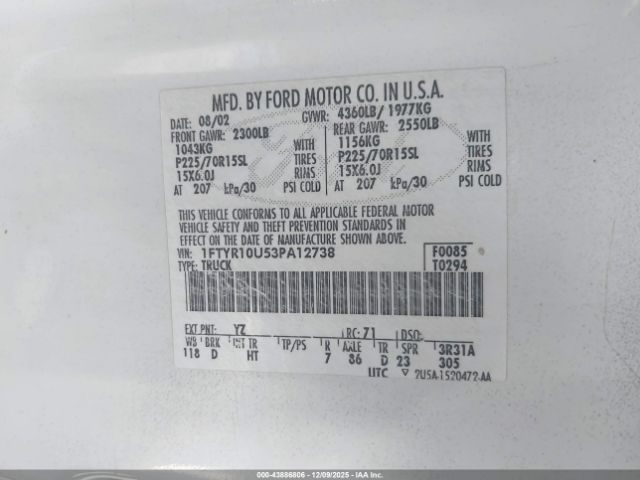 MFD. BY FORD MOTOR CO. IN U.S.A.
DATE: 08/02 GVWR: 4360LB/ 1977KG
FRONT GAWR: 2300LB REAR GAWR: 2550LB
1043KG WITH 1156KG WITH
P225/70R15SL TIRES P225/70R15SL TIRES
15X6.0J RIMS 15X6.0J RIMS
AT 207 kPa/30 PSI COLD AT 207 kPa/30 PSI COLD
THIS VEHICLE CONFORMS TO ALL APPLICABLE FEDERAL MOTOR
VEHICLE SAFETY AND THEFT PREVENTION STANDARDS IN
EFFECT ON THE DATE OF MANUFACTURE SHOWN ABOVE.
VIN: 1FTYR10U53PA12738 F0085
TYPE: TRUCK T0294
EXT PNT: YZ RC: 71 DSO:
WB BRK INT TR TP/PS R AXLE TR SPR 3R31A
118 D HT 7 86 D 23 305
UTC ▽ 2U5A-1520472-AA
000-43886806 - 12/09/2025 - IAAI.CA